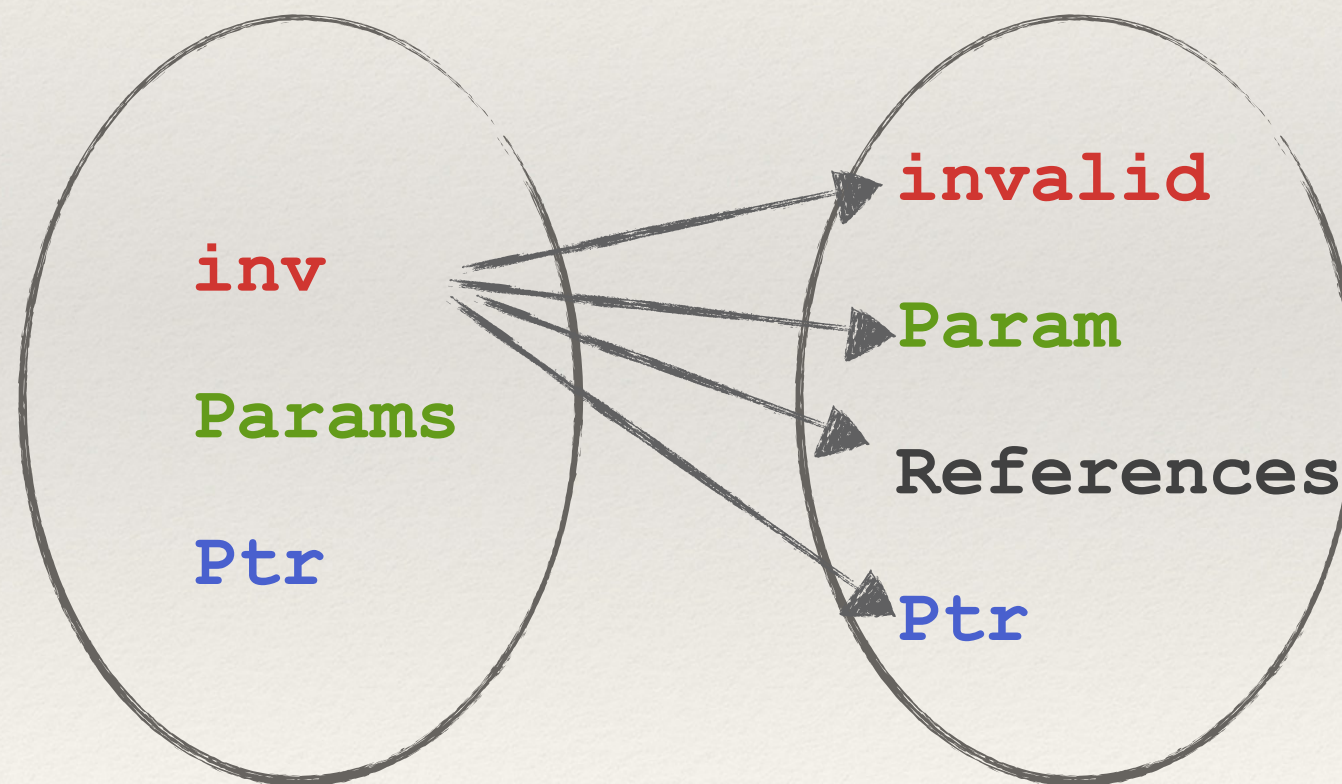 inv
Params
Ptr
invalid
Param
References
Ptr